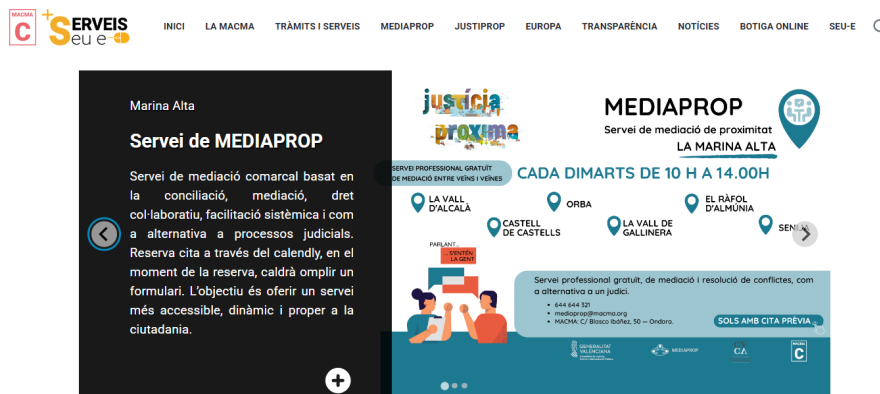 MACMA
C
+SERVEIS
Seu e-
INICI LA MACMA TRÀMITS I SERVEIS MEDIAPROP JUSTIPROP EUROPA TRANSPARÈNCIA NOTÍCIES BOTIGA ONLINE SEU-E
Marina Alta
Servei de MEDIAPROP
Servei de mediació comarcal basat en
la conciliació, mediació, dret
col·laboratiu, facilitació sistèmica i com
a alternativa a processos judicials.
Reserva cita a través del calendly, en el
moment de la reserva, caldrà omplir un
formulari. L'objectiu és oferir un servei
més accessible, dinàmic i proper a la
ciutadania.
justícia
pròxima
MEDIAPROP
Servei de mediació de proximitat
LA MARINA ALTA
SERVEI PROFESSIONAL GRATUÏT
DE MEDIACIÓ ENTRE VEÏNS I VEÏNES
CADA DIMARTS DE 10 H A 14.00H
LA VALL
D'ALCALÀ
ORBA
EL RÀFOL
D'ALMÚNIA
CASTELL
DE CASTELLS
LA VALL DE
GALLINERA
PARLANT...
...S'ENTÉN
LA GENT
Servei professional gratuït, de mediació i resolució de conflictes, com
a alternativa a un judici.
644 644 321
mediaprop@macma.org
MACMA: C/ Blasco Ibáñez, 50 – Ondara.
SOLS AMB CITA PRÈVIA
GENERALITAT
VALENCIANA
MEDIAPROP
CA
MACMA
C